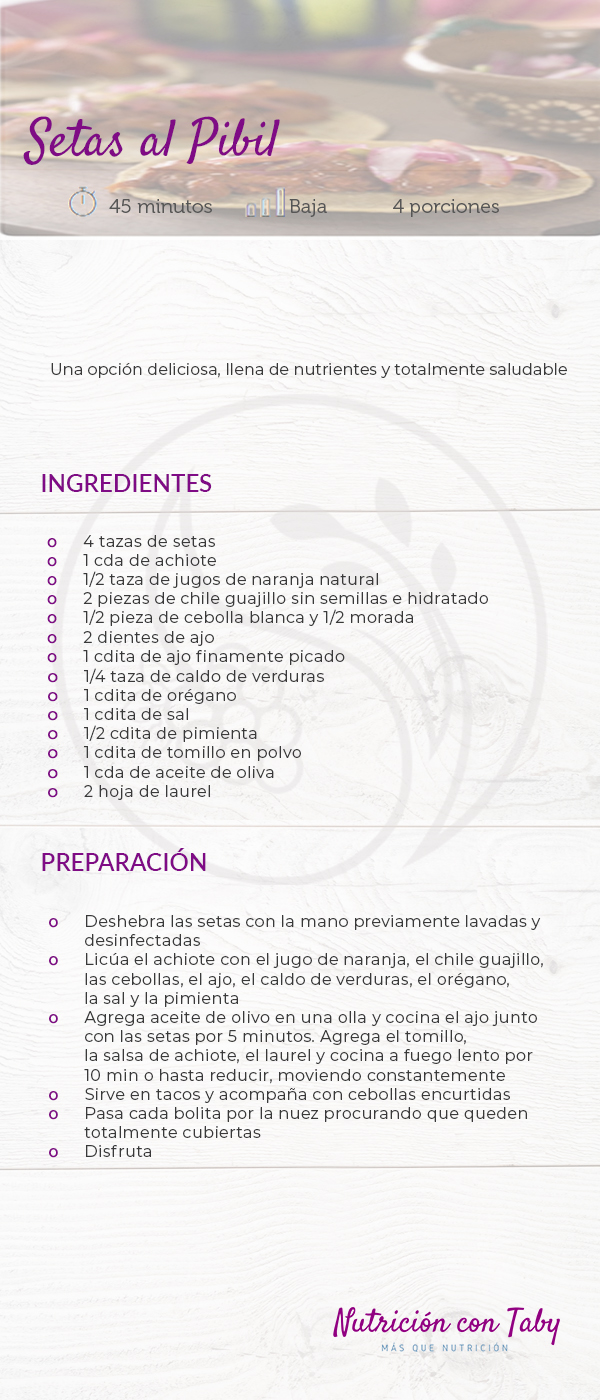 Setas al Pibil
45 minutos Baja 4 porciones
Una opción deliciosa, llena de nutrientes y totalmente saludable
INGREDIENTES
o 4 tazas de setas
o 1 cda de achiote
o 1/2 taza de jugos de naranja natural
o 2 piezas de chile guajillo sin semillas e hidratado
o 1/2 pieza de cebolla blanca y 1/2 morada
o 2 dientes de ajo
o 1 cdita de ajo finamente picado
o 1/4 taza de caldo de verduras
o 1 cdita de orégano
o 1 cdita de sal
o 1/2 cdita de pimienta
o 1 cdita de tomillo en polvo
o 1 cda de aceite de oliva
o 2 hoja de laurel
PREPARACIÓN
o Deshebra las setas con la mano previamente lavadas y
desinfectadas
o Licúa el achiote con el jugo de naranja, el chile guajillo,
las cebollas, el ajo, el caldo de verduras, el orégano,
la sal y la pimienta
o Agrega aceite de olivo en una olla y cocina el ajo junto
con las setas por 5 minutos. Agrega el tomillo,
la salsa de achiote, el laurel y cocina a fuego lento por
10 min o hasta reducir, moviendo constantemente
o Sirve en tacos y acompaña con cebollas encurtidas
o Pasa cada bolita por la nuez procurando que queden
totalmente cubiertas
o Disfruta
Nutrición con Taby
MÁS QUE NUTRICIÓN